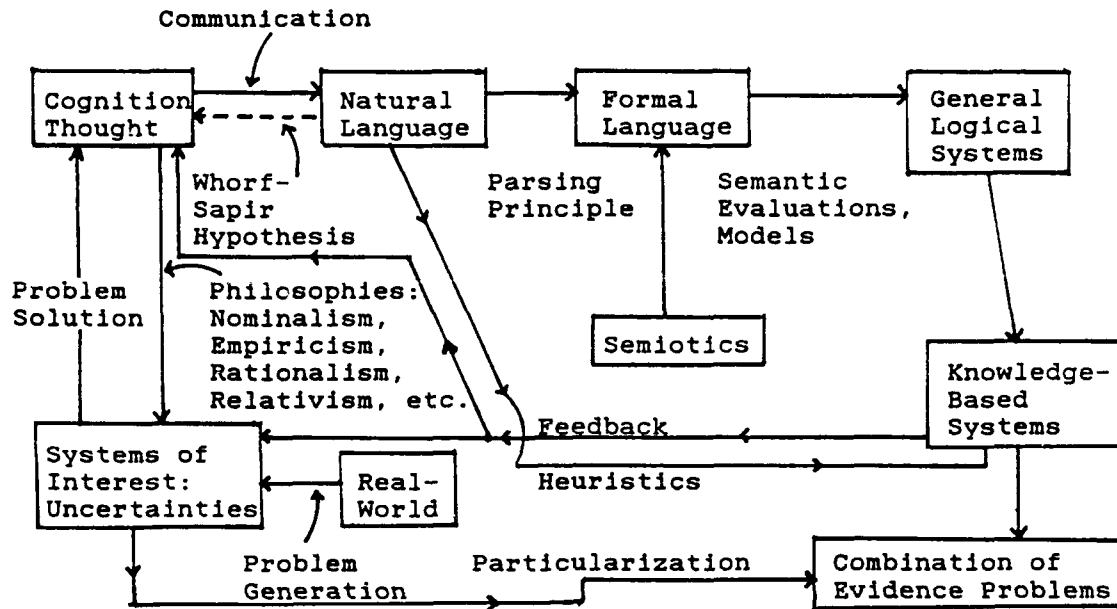 Communication
Cognition
Thought
Natural
Language
Formal
Language
General
Logical
Systems
Whorf-
Sapir
Hypothesis
Parsing
Principle
Semantic
Evaluations,
Models
Problem
Solution
Philosophies:
Nominalism,
Empiricism,
Rationalism,
Relativism, etc.
Semiotics
Knowledge-
Based
Systems
Feedback
Heuristics
Systems of
Interest:
Uncertainties
Real-
World
Problem
Generation
Particularization
Combination of
Evidence Problems